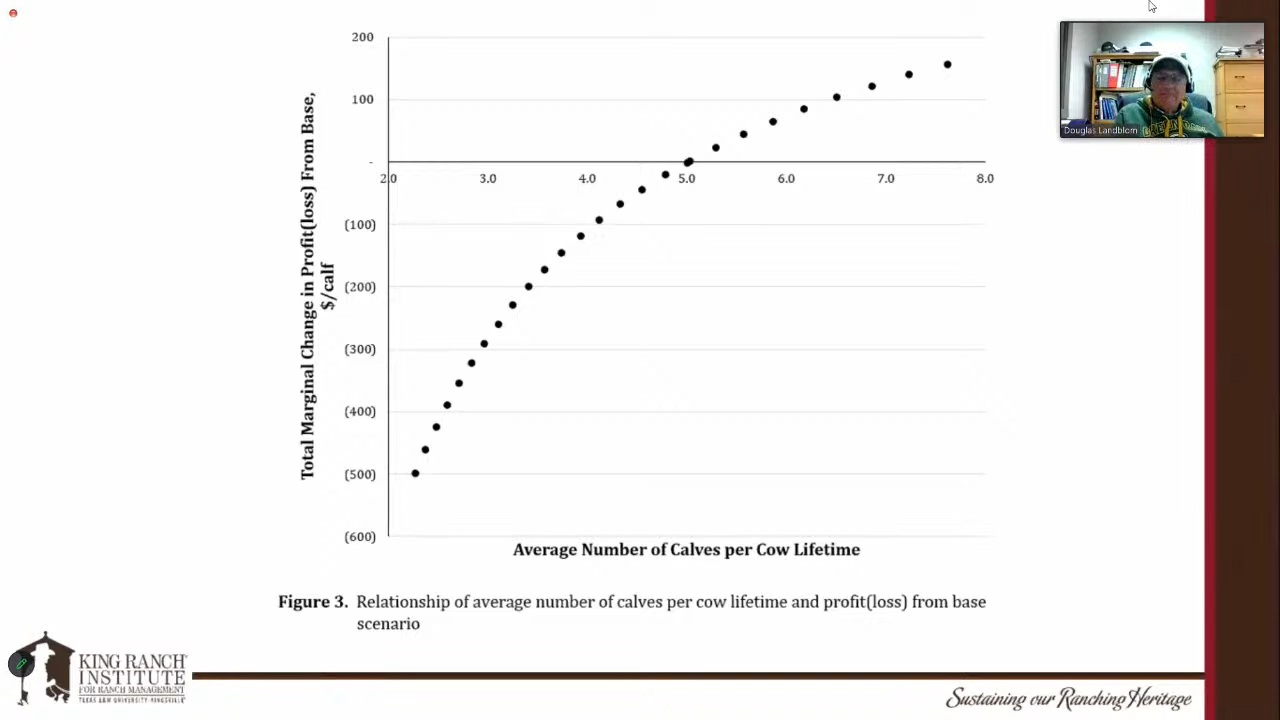 200
100
-
2.0 3.0 4.0 5.0 6.0 7.0 8.0
(100)
(200)
(300)
(400)
(500)
(600)
Total Marginal Change in Profit(loss) From Base,
$/calf
Average Number of Calves per Cow Lifetime
Figure 3. Relationship of average number of calves per cow lifetime and profit(loss) from base
scenario
Douglas Landblom
KING RANCH®
INSTITUTE
FOR RANCH MANAGEMENT
TEXAS A&M UNIVERSITY-KINGSVILLE
Sustaining our Ranching Heritage